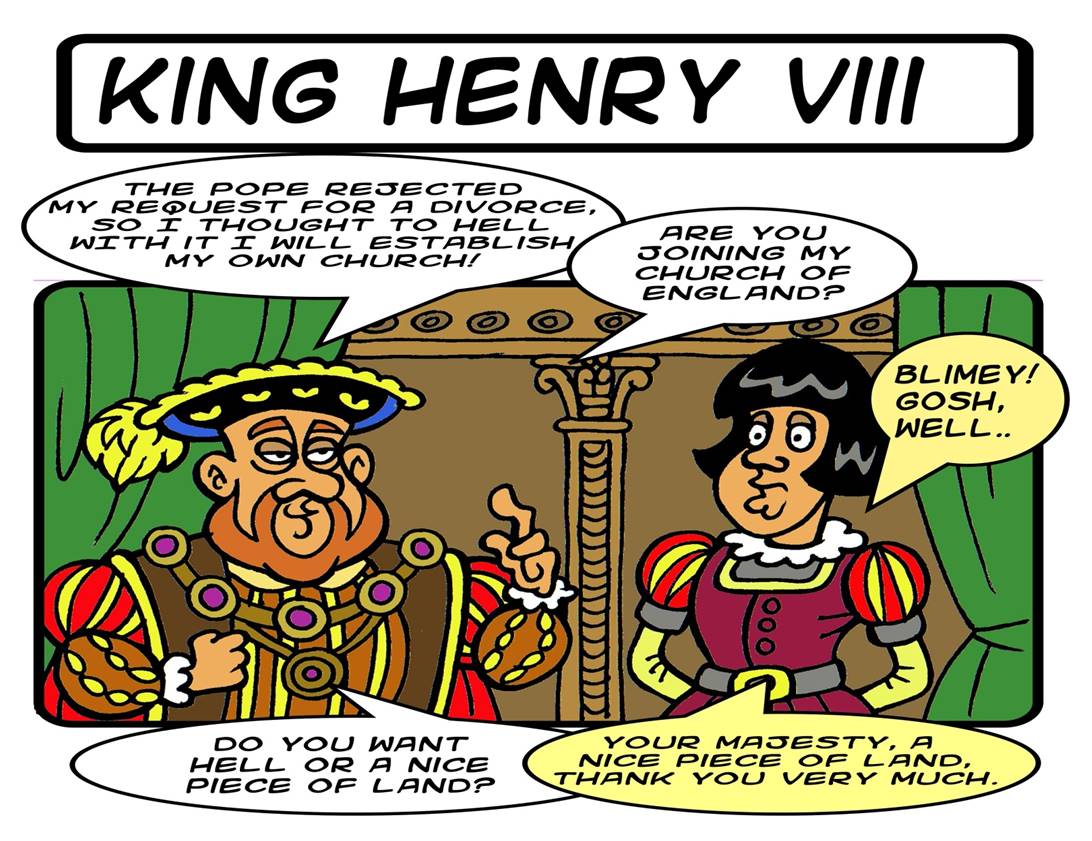 KING HENRY VIII
THE POPE REJECTED
MY REQUEST FOR A DIVORCE,
SO I THOUGHT TO HELL
WITH IT I WILL ESTABLISH
MY OWN CHURCH!
ARE YOU
JOINING MY
CHURCH OF
ENGLAND?
BLIMEY!
GOSH,
WELL..
DO YOU WANT
HELL OR A NICE
PIECE OF LAND?
YOUR MAJESTY, A
NICE PIECE OF LAND,
THANK YOU VERY MUCH.